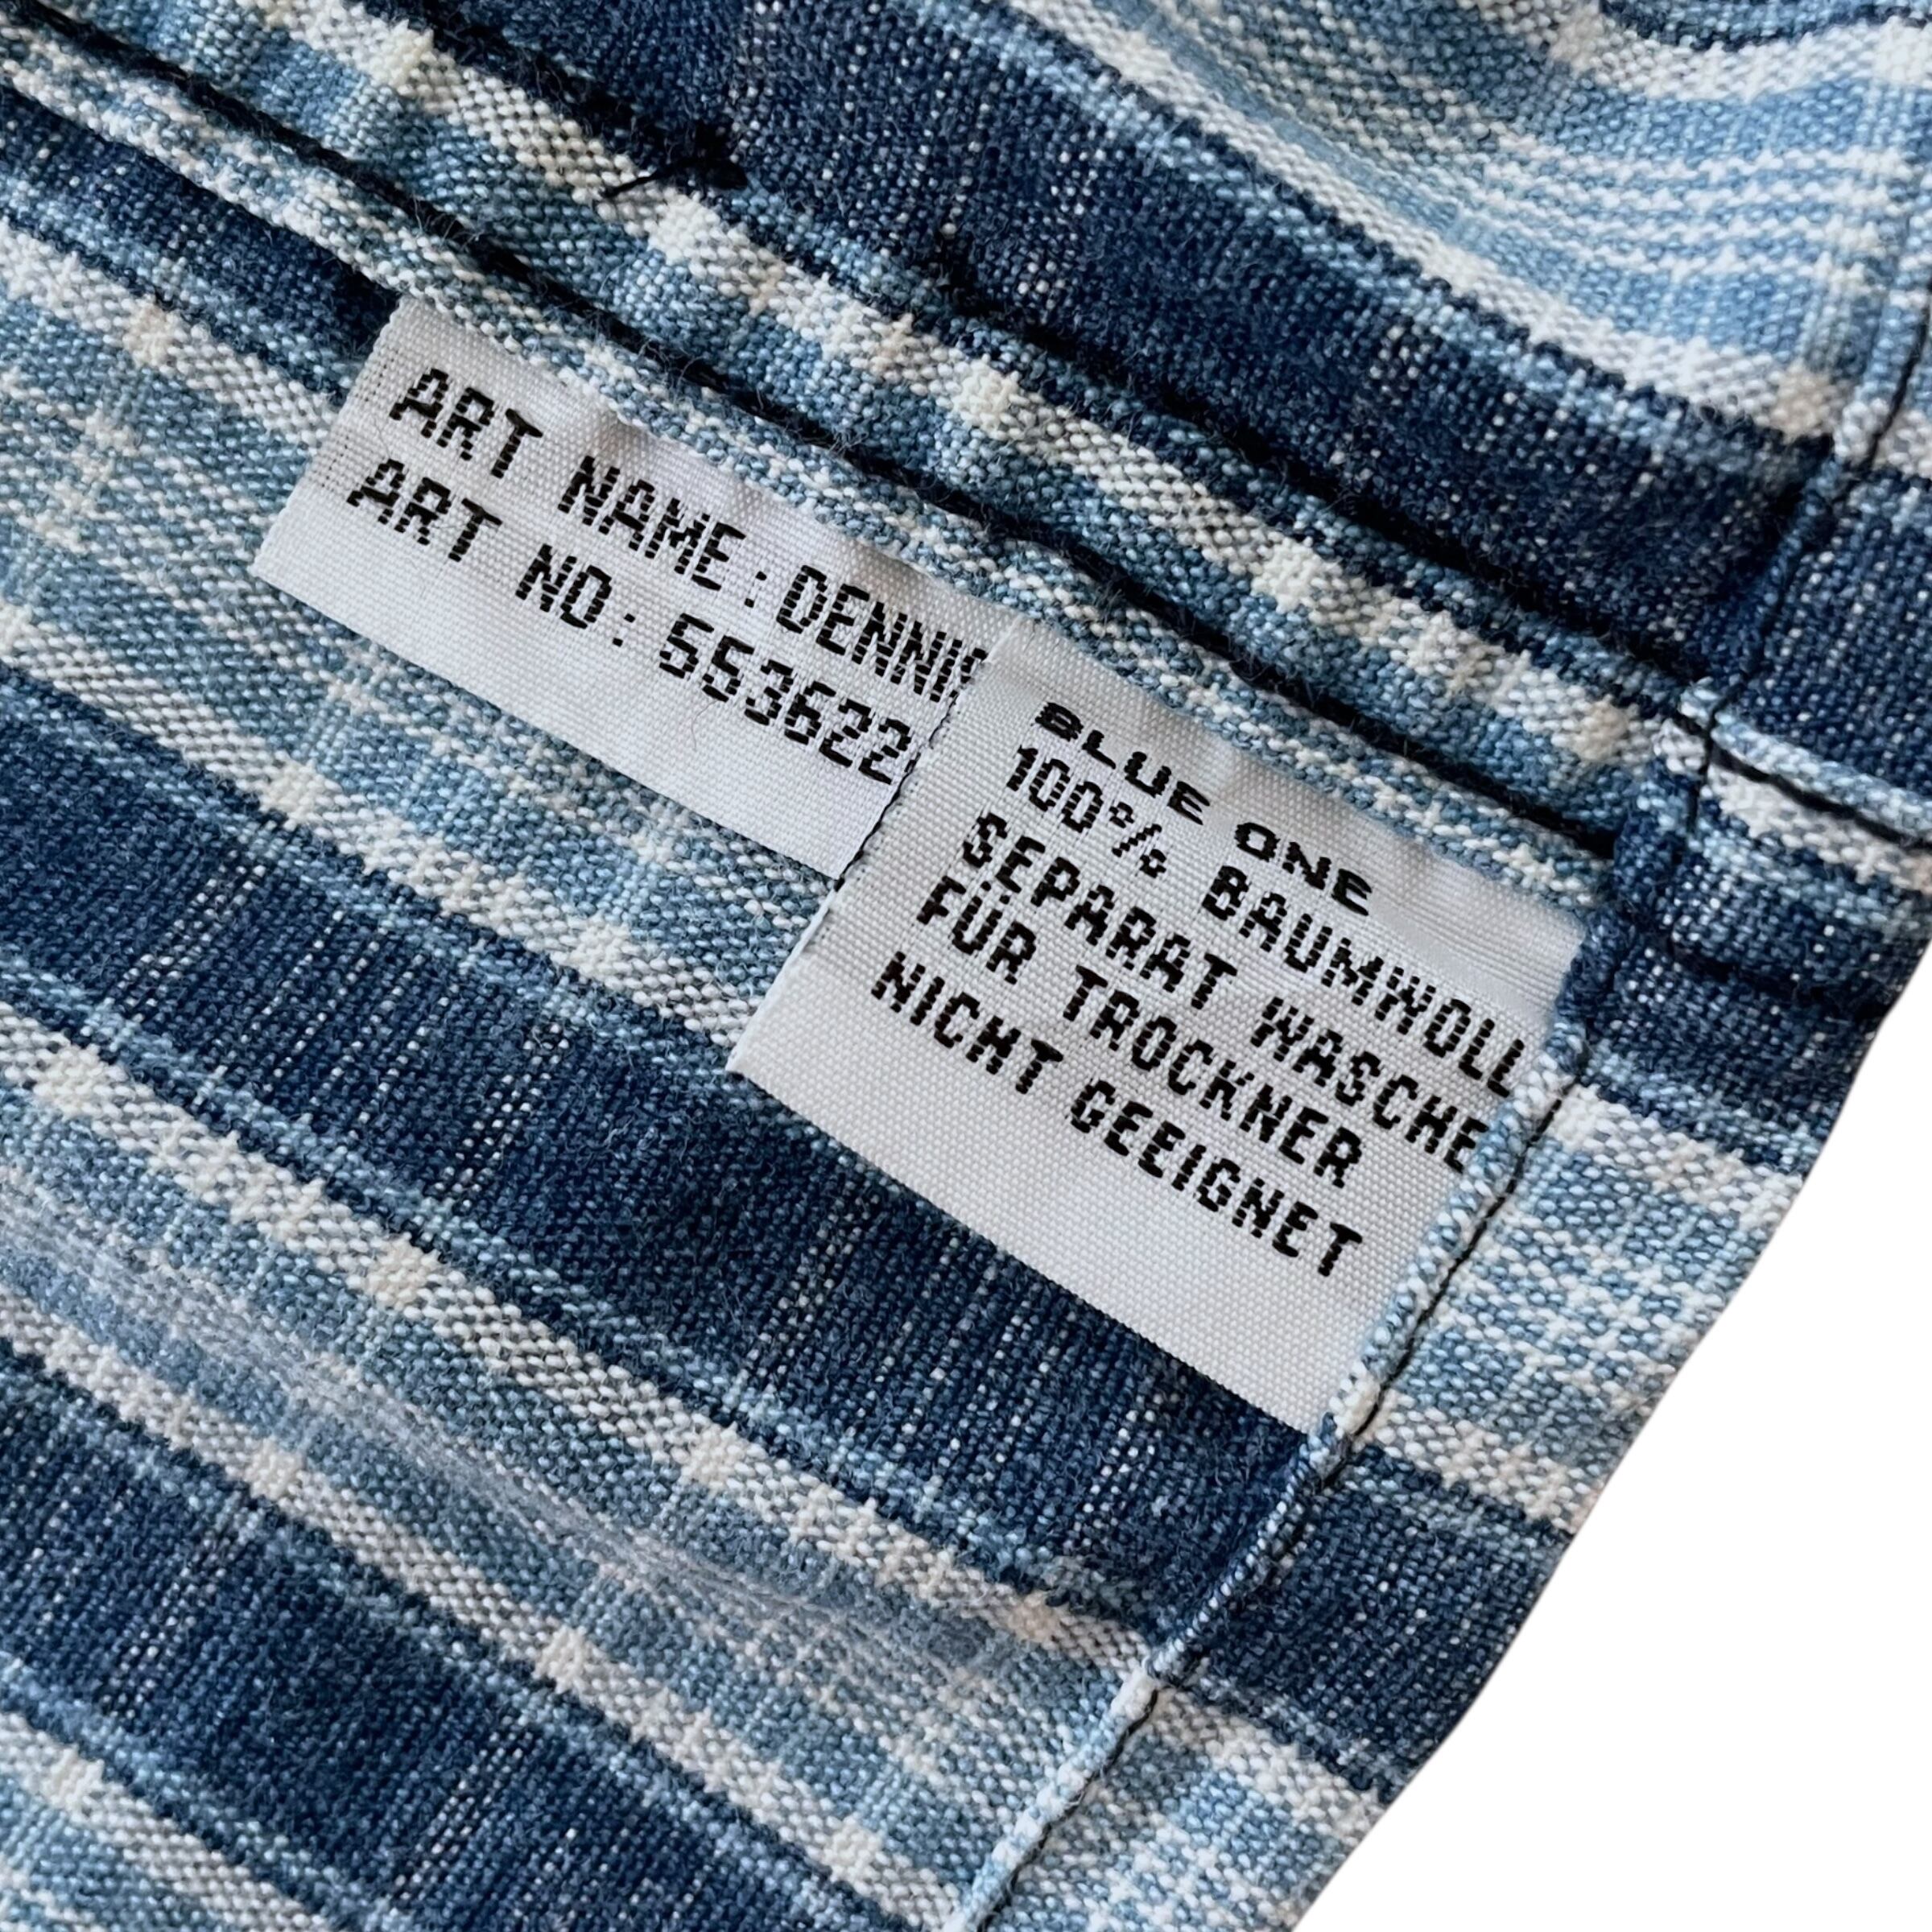 ART NAME: DENNIS
ART NO: 553622
BLUE ONE
100% BAUMWOLL
SEPARAT WASCHE
FÜR TROCKNER
NICHT GEEIGNET